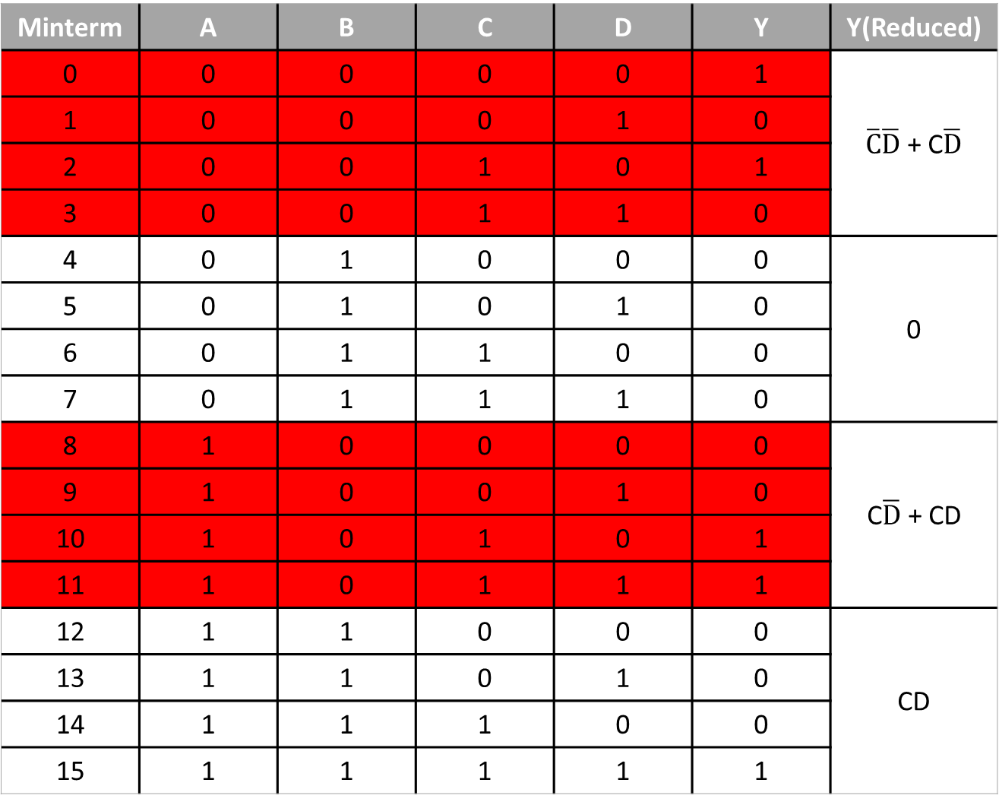 Minterm A B C D Y Y(Reduced)
0 0 0 0 0 1
1 0 0 0 1 0
C̅D̅ + CD̅
2 0 0 1 0 1
3 0 0 1 1 0
4 0 1 0 0 0
5 0 1 0 1 0
0
6 0 1 1 0 0
7 0 1 1 1 0
8 1 0 0 0 0
9 1 0 0 1 0
CD̅ + CD
10 1 0 1 0 1
11 1 0 1 1 1
12 1 1 0 0 0
13 1 1 0 1 0
CD
14 1 1 1 0 0
15 1 1 1 1 1